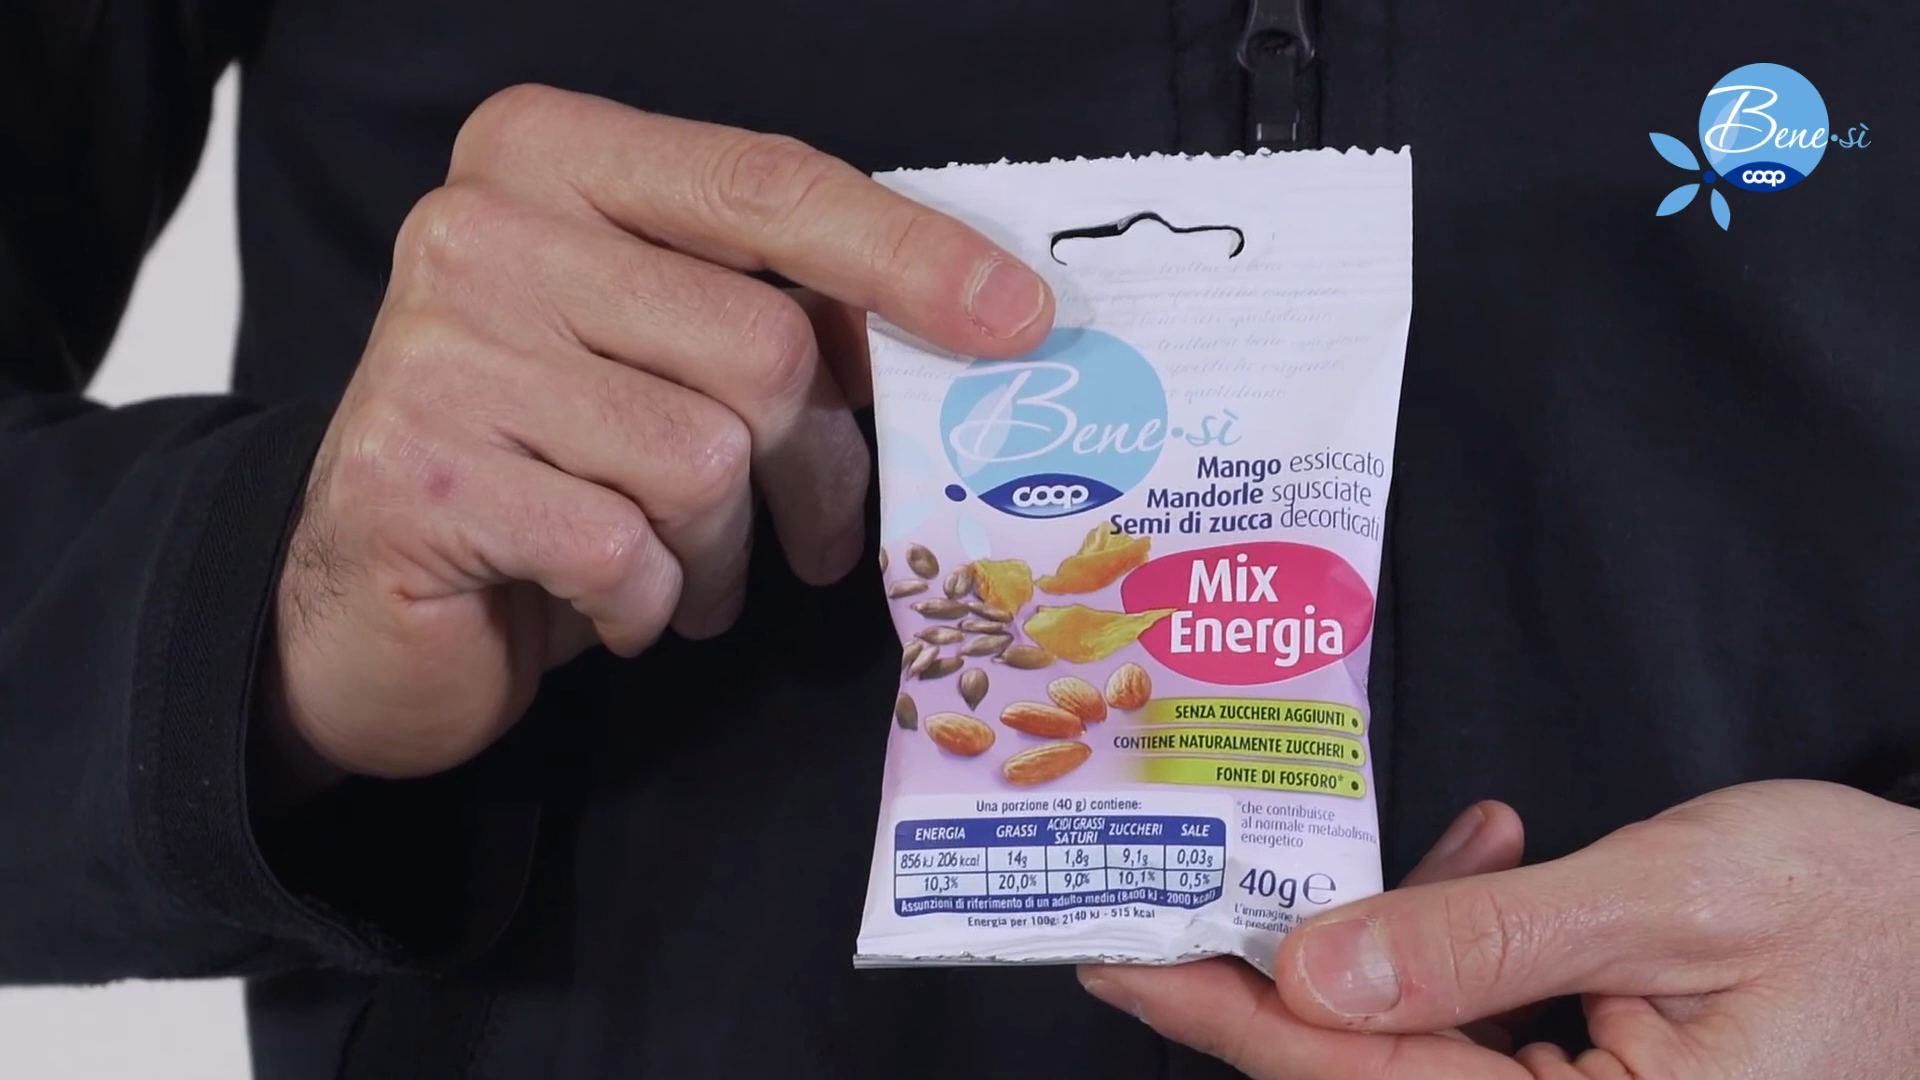 Bene·sì
coop
Bene·sì
coop
Mango essiccato
Mandorle sgusciate
Semi di zucca decorticati
Mix
Energia
SENZA ZUCCHERI AGGIUNTI
CONTIENE NATURALMENTE ZUCCHERI
FONTE DI FOSFORO*
*che contribuisce
al normale metabolismo
energetico
Una porzione (40 g) contiene:
ENERGIA GRASSI ACIDI GRASSI SATURI ZUCCHERI SALE
856 kJ 206 kcal 14g 1,8g 9,1g 0,03g
10,3% 20,0% 9,0% 10,1% 0,5%
Assunzioni di riferimento di un adulto medio (8400 kJ - 2000 kcal)
Energia per 100g: 2140 kJ - 515 kcal
40g e
L'immagine
di